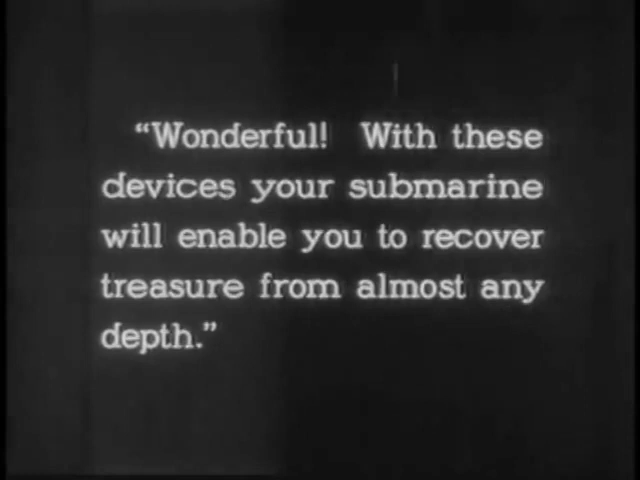 “Wonderful! With these
devices your submarine
will enable you to recover
treasure from almost any
depth.”